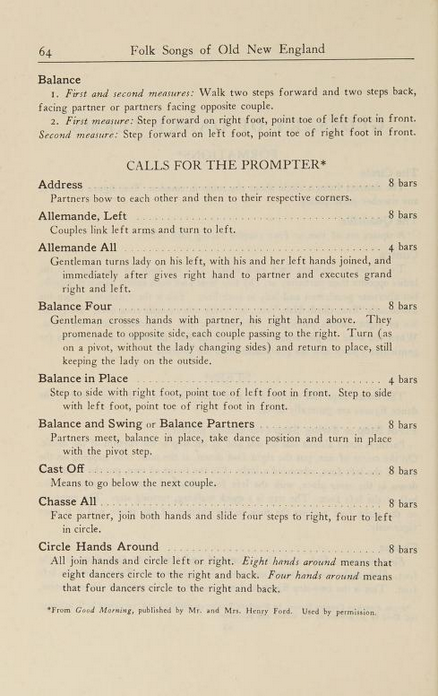 64 Folk Songs of Old New England
Balance
1. First and second measures: Walk two steps forward and two steps back,
facing partner or partners facing opposite couple.
2. First measure: Step forward on right foot, point toe of left foot in front.
Second measure: Step forward on left foot, point toe of right foot in front.
CALLS FOR THE PROMPTER*
Address . . . . . . . . . . . . . . . . . . . . 8 bars
Partners bow to each other and then to their respective corners.
Allemande, Left . . . . . . . . . . . . . . . . . . . . 8 bars
Couples link left arms and turn to left.
Allemande All . . . . . . . . . . . . . . . . . . . . 4 bars
Gentleman turns lady on his left, with his and her left hands joined, and
immediately after gives right hand to partner and executes grand
right and left.
Balance Four . . . . . . . . . . . . . . . . . . . . 8 bars
Gentleman crosses hands with partner, his right hand above. They
promenade to opposite side, each couple passing to the right. Turn (as
on a pivot, without the lady changing sides) and return to place, still
keeping the lady on the outside.
Balance in Place . . . . . . . . . . . . . . . . . . . . 4 bars
Step to side with right foot, point toe of left foot in front. Step to side
with left foot, point toe of right foot in front.
Balance and Swing or Balance Partners . . . . . . . . . . 8 bars
Partners meet, balance in place, take dance position and turn in place
with the pivot step.
Cast Off . . . . . . . . . . . . . . . . . . . . 8 bars
Means to go below the next couple.
Chasse All . . . . . . . . . . . . . . . . . . . . 8 bars
Face partner, join both hands and slide four steps to right, four to left
in circle.
Circle Hands Around . . . . . . . . . . . . . . . . . . . . 8 bars
All join hands and circle left or right. Eight hands around means that
eight dancers circle to the right and back. Four hands around means
that four dancers circle to the right and back.
*From Good Morning, published by Mr. and Mrs. Henry Ford. Used by permission.